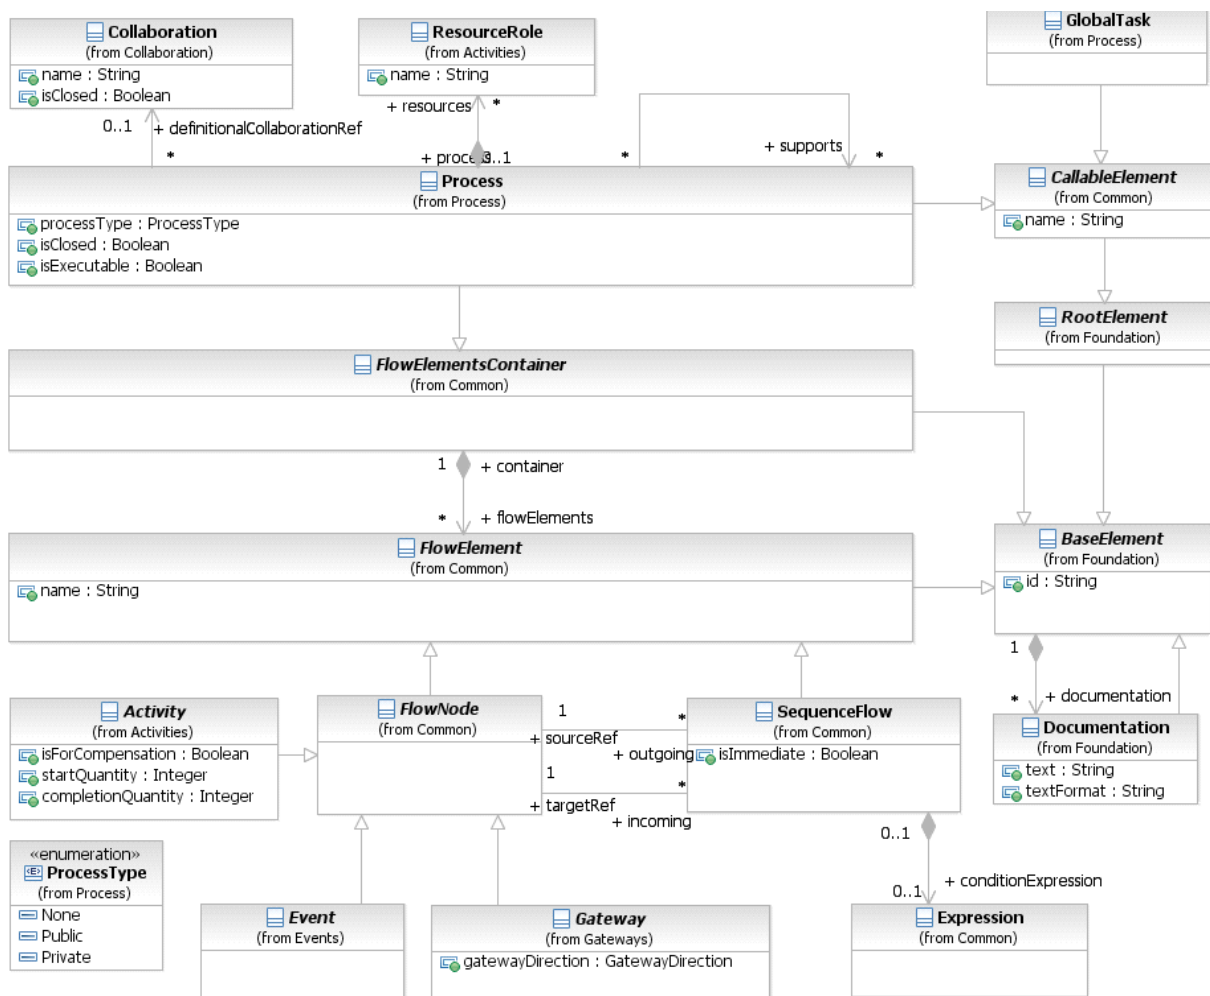 Collaboration
(from Collaboration)
name : String
isClosed : Boolean
ResourceRole
(from Activities)
name : String
GlobalTask
(from Process)
0..1
+ definitionalCollaborationRef
*
+ resources
*
+ process
0..1
*
+ supports
*
Process
(from Process)
processType : ProcessType
isClosed : Boolean
isExecutable : Boolean
CallableElement
(from Common)
name : String
RootElement
(from Foundation)
FlowElementsContainer
(from Common)
1
+ container
*
+ flowElements
FlowElement
(from Common)
name : String
BaseElement
(from Foundation)
id : String
1
*
+ documentation
Documentation
(from Foundation)
text : String
textFormat : String
Activity
(from Activities)
isForCompensation : Boolean
startQuantity : Integer
completionQuantity : Integer
FlowNode
(from Common)
1
*
+ sourceRef
+ outgoing
1
*
+ targetRef
+ incoming
SequenceFlow
(from Common)
isImmediate : Boolean
0..1
+ conditionExpression
0..1
«enumeration»
ProcessType
(from Process)
None
Public
Private
Event
(from Events)
Gateway
(from Gateways)
gatewayDirection : GatewayDirection
Expression
(from Common)